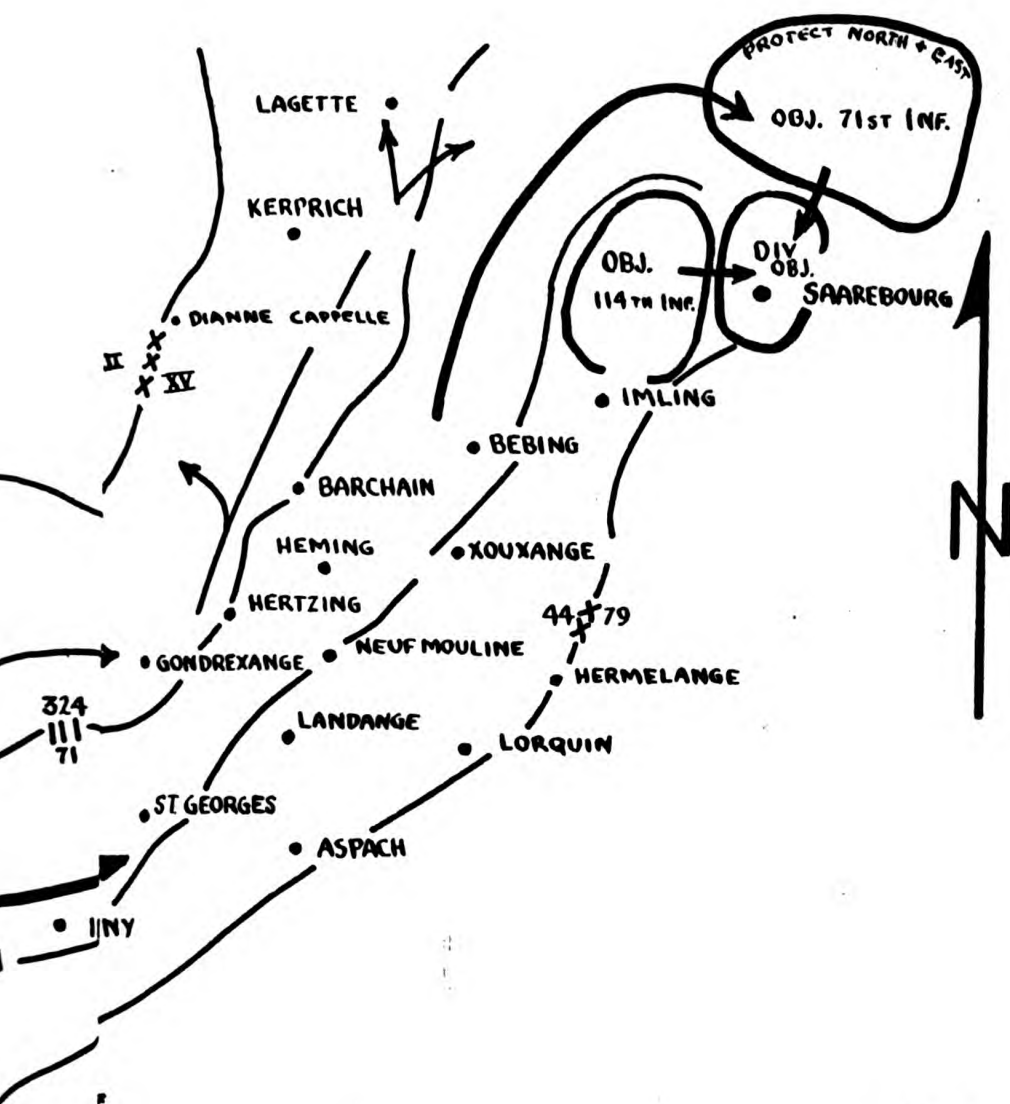 PROTECT NORTH + EAST
OBJ. 71ST INF.
LAGETTE
KERPRICH
DIV
OBJ.
OBJ.
114TH INF.
SAAREBOURG
DIANNE CAPPELLE
II
XV
IMLING
BEBING
BARCHAIN
N
HEMING
XOUXANGE
HERTZING
44 79
NEUF MOULINE
GONDREXANGE
HERMELANGE
324
71
LANDANGE
LORQUIN
ST GEORGES
ASPACH